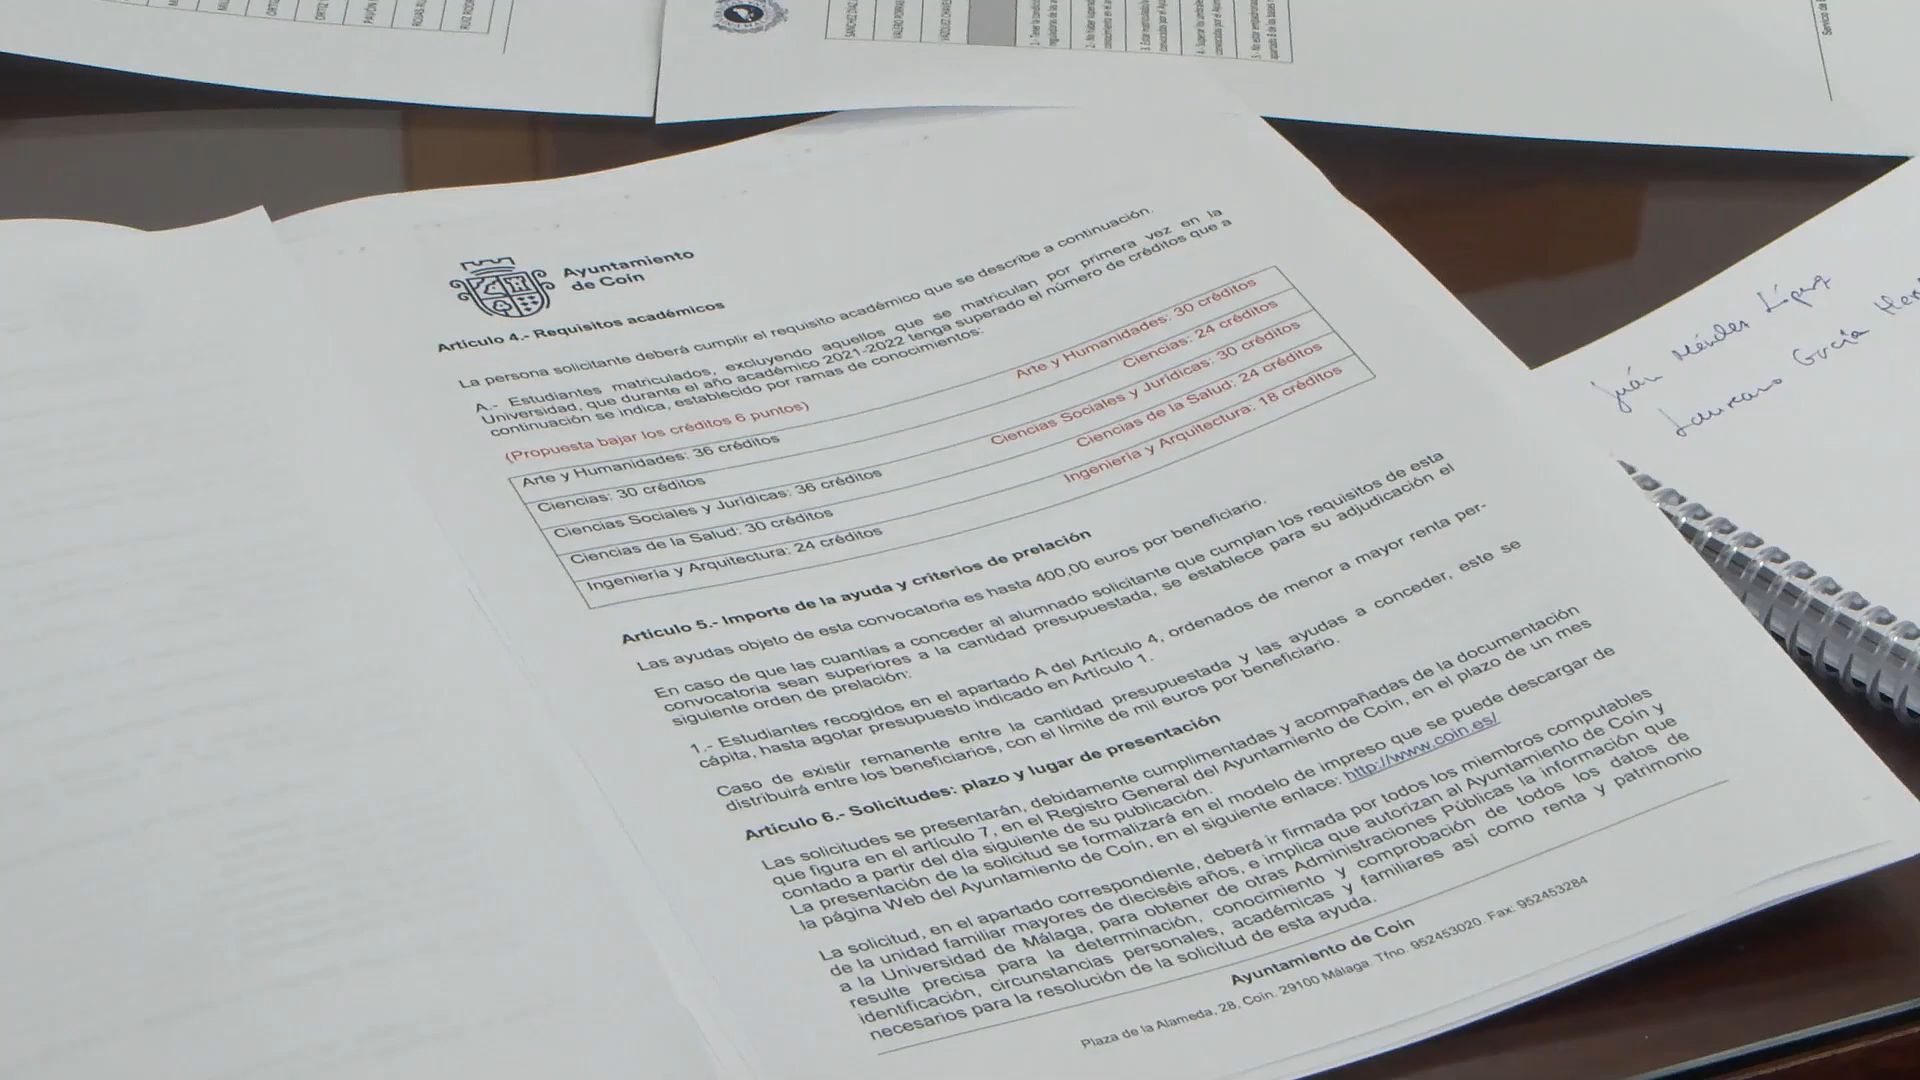 Ayuntamiento
de Coín
Artículo 4.- Requisitos académicos
La persona solicitante deberá cumplir el requisito académico que se describe a continuación.
A.- Estudiantes matriculados, excluyendo aquellos que se matriculan por primera vez en la
Universidad, que durante el año académico 2021-2022 tenga superado el número de créditos que a
continuación se indica, establecido por ramas de conocimientos:
(Propuesta bajar los créditos 6 puntos)
Arte y Humanidades: 36 créditos Arte y Humanidades: 30 créditos
Ciencias: 30 créditos Ciencias: 24 créditos
Ciencias Sociales y Jurídicas: 36 créditos Ciencias Sociales y Jurídicas: 30 créditos
Ciencias de la Salud: 30 créditos Ciencias de la Salud: 24 créditos
Ingeniería y Arquitectura: 24 créditos Ingeniería y Arquitectura: 18 créditos
Artículo 5.- Importe de la ayuda y criterios de prelación
Las ayudas objeto de esta convocatoria es hasta 400,00 euros por beneficiario.
En caso de que las cuantías a conceder al alumnado solicitante que cumplan los requisitos de esta
convocatoria sean superiores a la cantidad presupuestada, se establece para su adjudicación el
siguiente orden de prelación:
1.- Estudiantes recogidos en el apartado A del Artículo 4, ordenados de menor a mayor renta per-
cápita, hasta agotar presupuesto indicado en Artículo 1.
Caso de existir remanente entre la cantidad presupuestada y las ayudas a conceder, este se
distribuirá entre los beneficiarios, con el límite de mil euros por beneficiario.
Artículo 6.- Solicitudes: plazo y lugar de presentación
Las solicitudes se presentarán, debidamente cumplimentadas y acompañadas de la documentación
que figura en el artículo 7, en el Registro General del Ayuntamiento de Coín, en el plazo de un mes
contado a partir del día siguiente de su publicación.
La presentación de la solicitud se formalizará en el modelo de impreso que se puede descargar de
la página Web del Ayuntamiento de Coín, en el siguiente enlace: http://www.coin.es/
La solicitud, en el apartado correspondiente, deberá ir firmada por todos los miembros computables
de la unidad familiar mayores de dieciséis años, e implica que autorizan al Ayuntamiento de Coín y
a la Universidad de Málaga, para obtener de otras Administraciones Públicas la información que
resulte precisa para la determinación, conocimiento y comprobación de todos los datos de
identificación, circunstancias personales, académicas y familiares así como renta y patrimonio
necesarios para la resolución de la solicitud de esta ayuda.
Ayuntamiento de Coín
Plaza de la Alameda, 28, Coín. 29100 Málaga. Tfno. 952453020. Fax: 952453284
Juán Méndez López
Laureano García